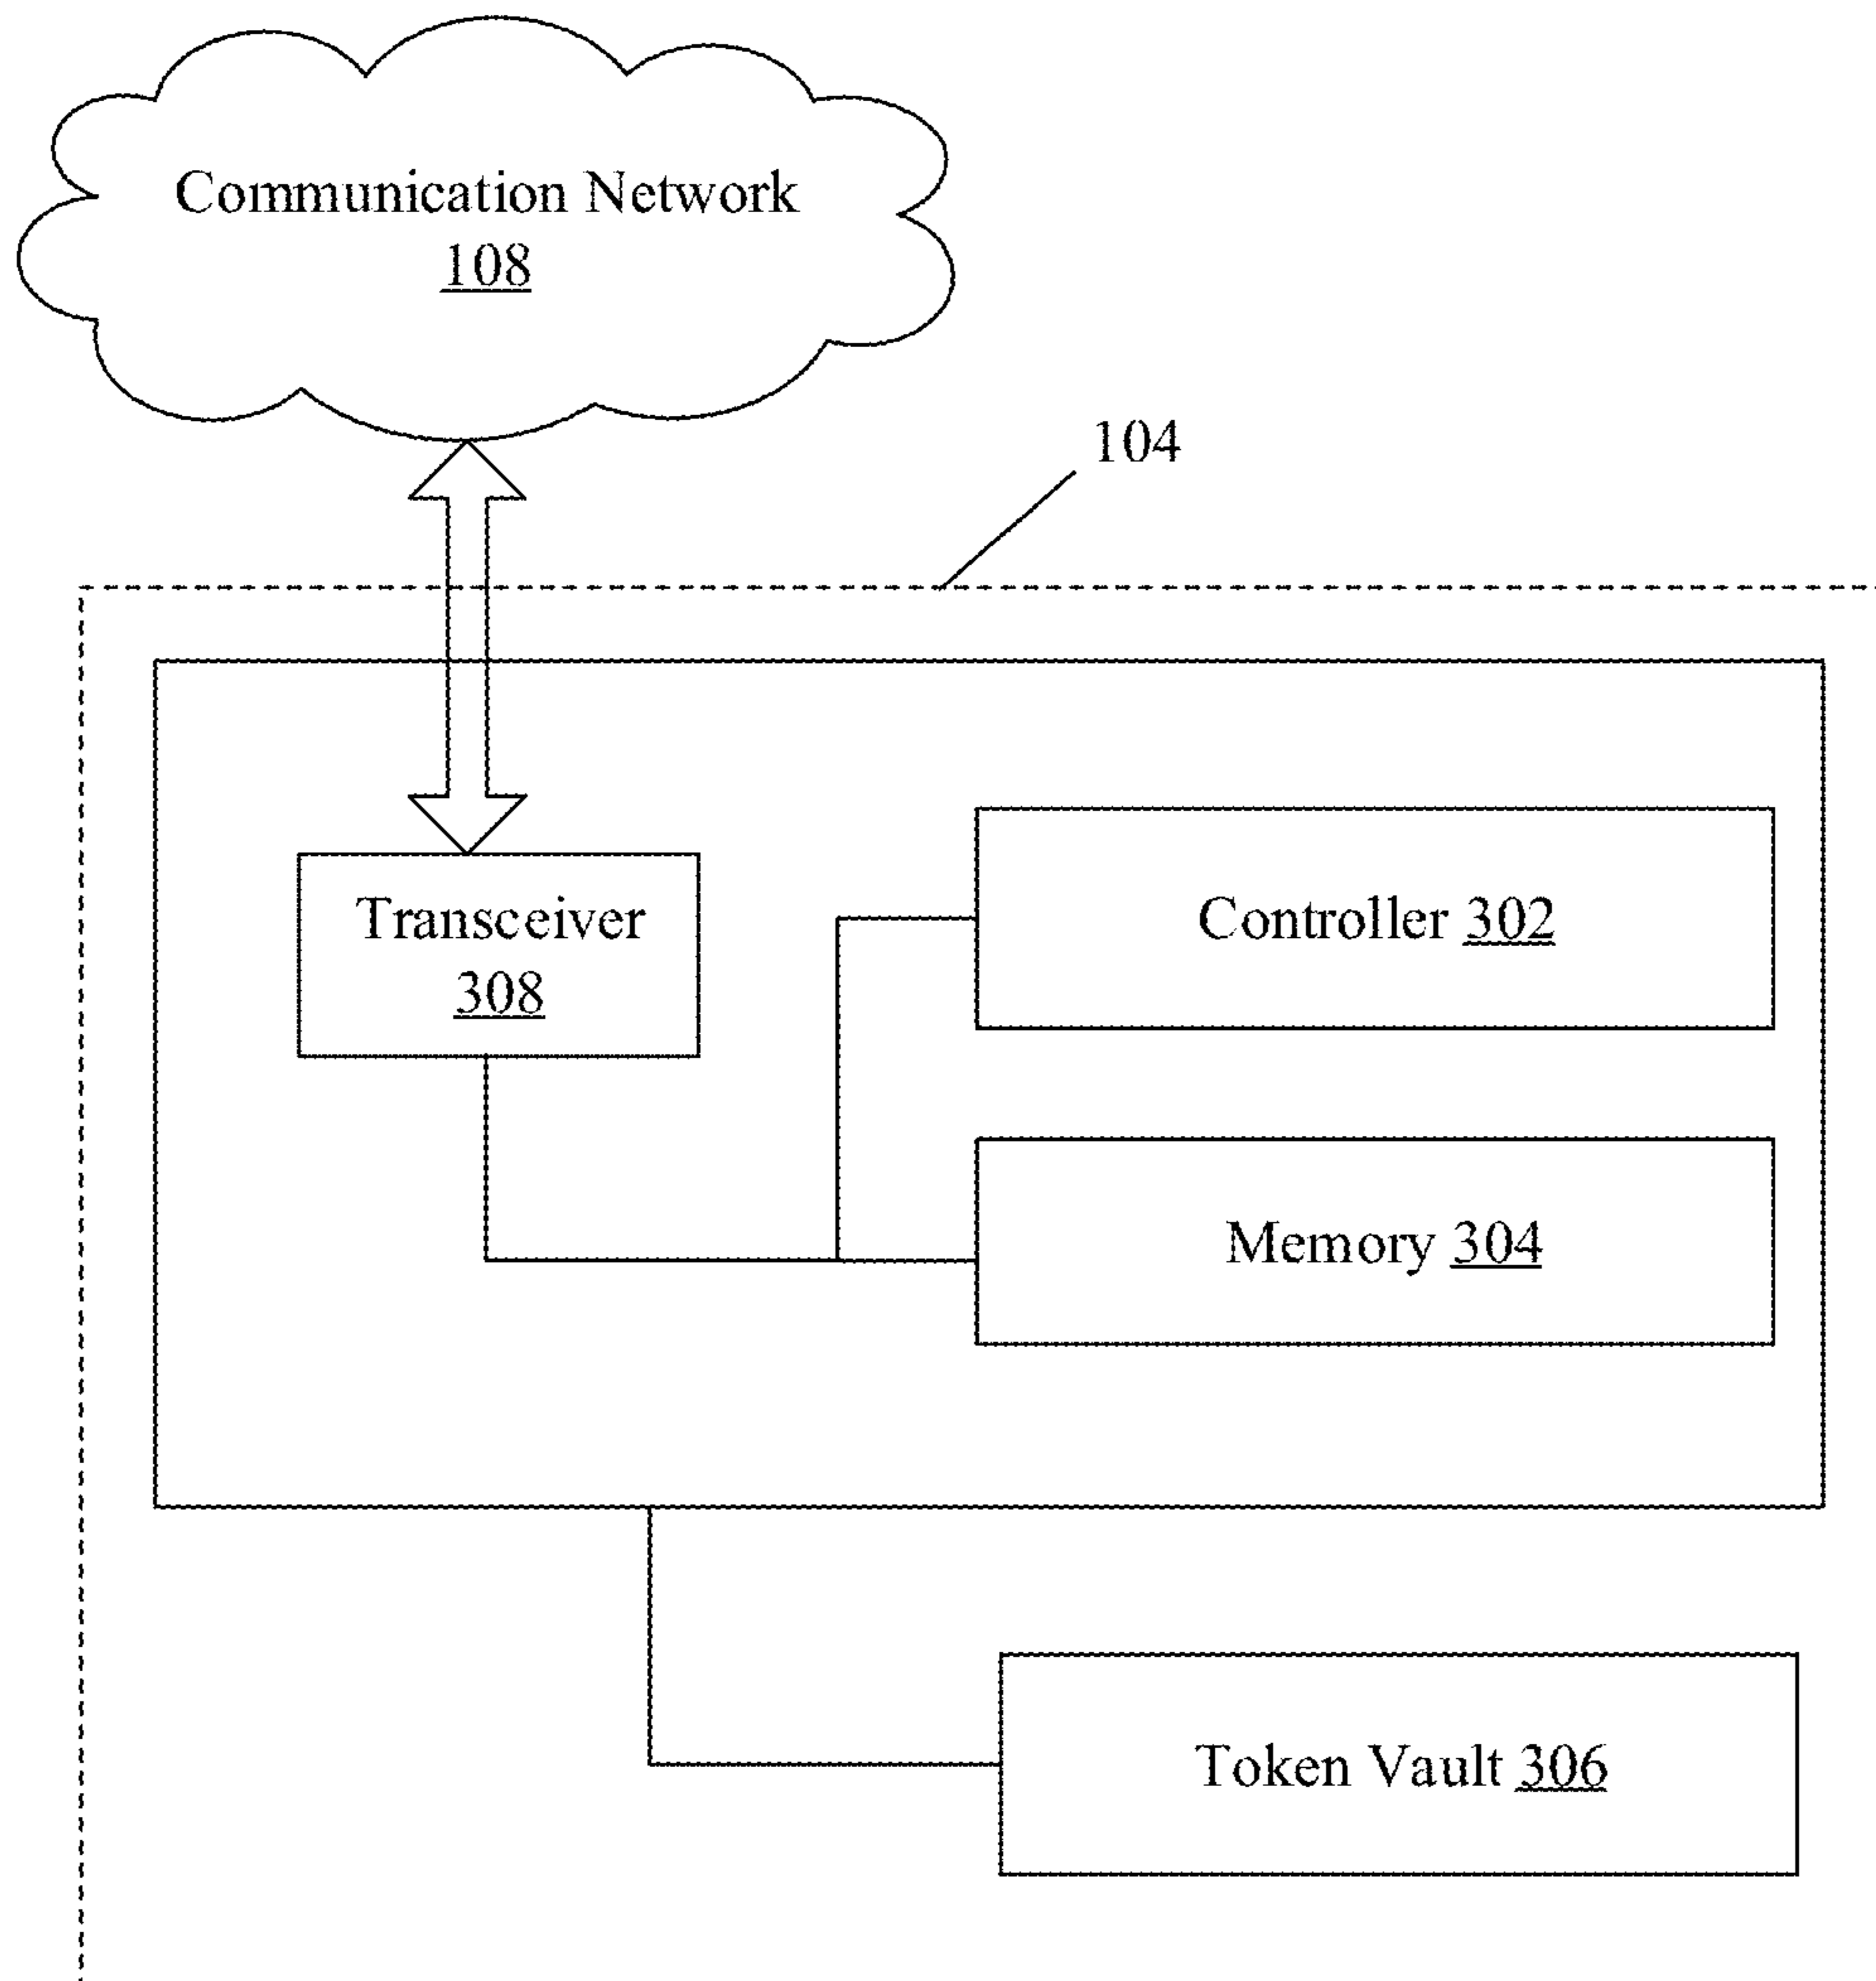 Communication Network
108
104
Transceiver
308
Controller 302
Memory 304
Token Vault 306